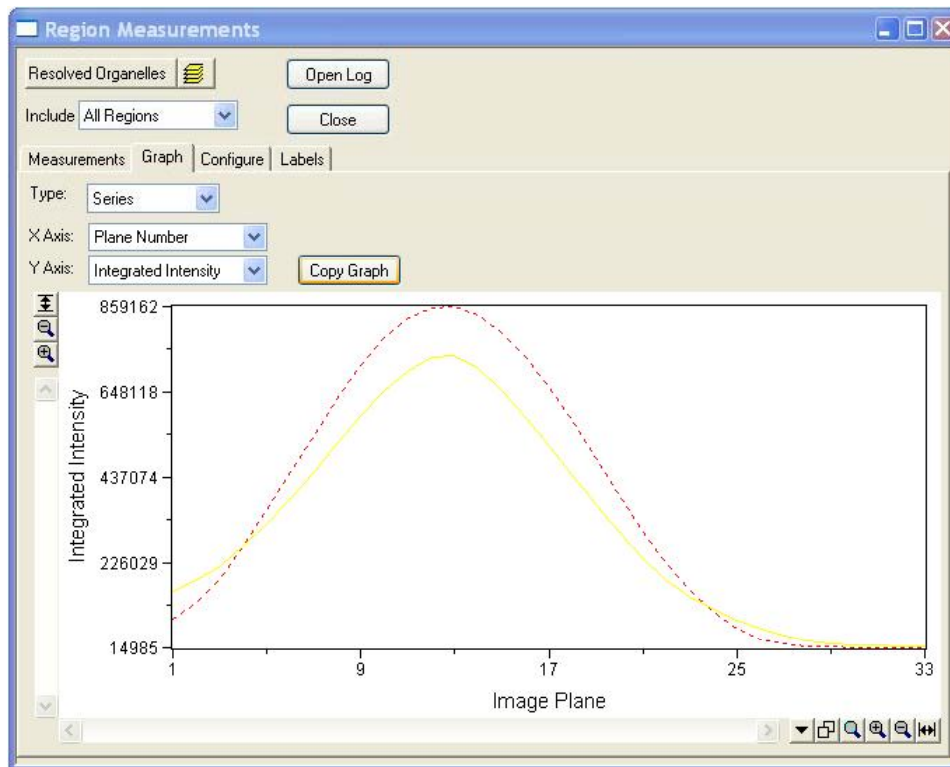 Region Measurements
Resolved Organelles
Open Log
Include All Regions
Close
Measurements Graph Configure Labels
Type: Series
X Axis: Plane Number
Y Axis: Integrated Intensity Copy Graph
859162
648118
437074
226029
14985
Integrated Intensity
1 9 17 25 33
Image Plane